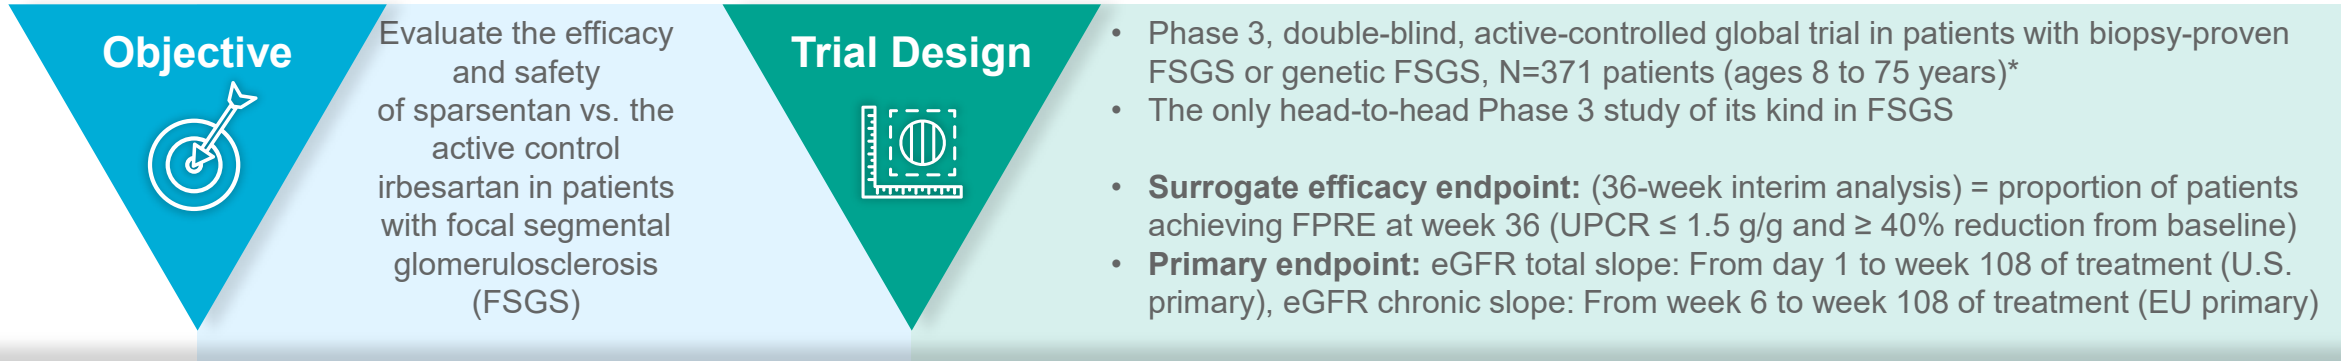 Objective
Evaluate the efficacy
and safety
of sparsentan vs. the
active control
irbesartan in patients
with focal segmental
glomerulosclerosis
(FSGS)
Trial Design
• Phase 3, double-blind, active-controlled global trial in patients with biopsy-proven
FSGS or genetic FSGS, N=371 patients (ages 8 to 75 years)*
• The only head-to-head Phase 3 study of its kind in FSGS
• Surrogate efficacy endpoint: (36-week interim analysis) = proportion of patients
achieving FPRE at week 36 (UPCR ≤ 1.5 g/g and ≥ 40% reduction from baseline)
• Primary endpoint: eGFR total slope: From day 1 to week 108 of treatment (U.S.
primary), eGFR chronic slope: From week 6 to week 108 of treatment (EU primary)